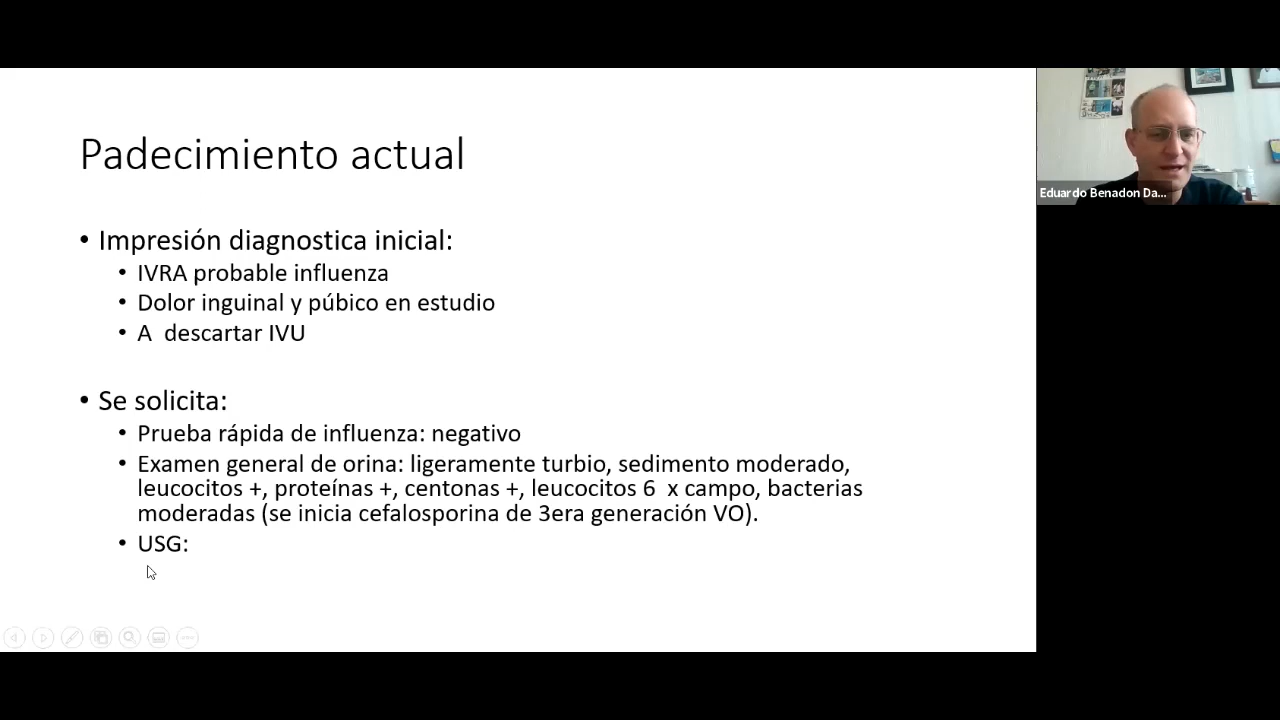 Padecimiento actual
• Impresión diagnostica inicial:
• IVRA probable influenza
• Dolor inguinal y púbico en estudio
• A  descartar IVU
• Se solicita:
• Prueba rápida de influenza: negativo
• Examen general de orina: ligeramente turbio, sedimento moderado,
leucocitos +, proteínas +, centonas +, leucocitos 6  x campo, bacterias
moderadas (se inicia cefalosporina de 3era generación VO).
• USG:
Eduardo Benadon Da...